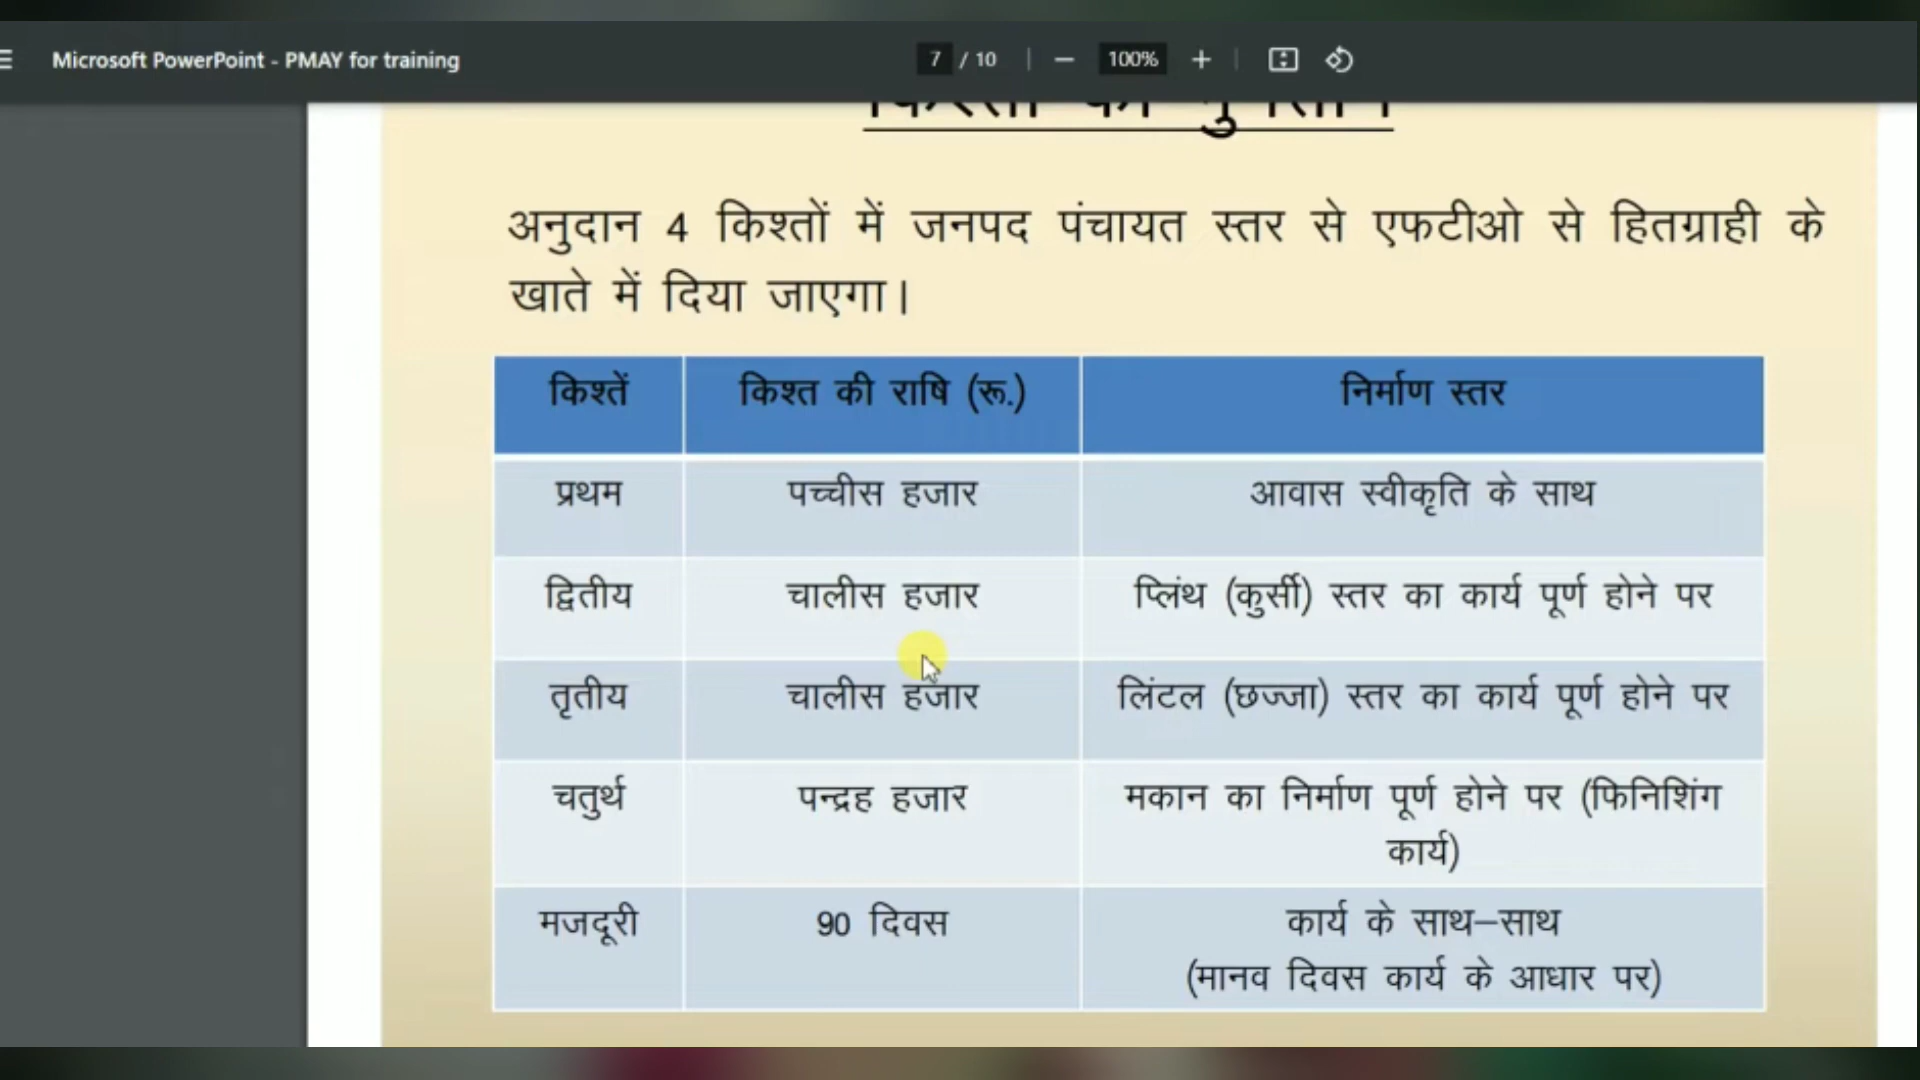 Microsoft PowerPoint - PMAY for training
7 / 10
100%
अनुदान 4 किश्तों में जनपद पंचायत स्तर से एफटीओ से हितग्राही के
खाते में दिया जाएगा।
किश्तें किश्त की राषि (रू.) निर्माण स्तर
प्रथम पच्चीस हजार आवास स्वीकृति के साथ
द्वितीय चालीस हजार प्लिंथ (कुर्सी) स्तर का कार्य पूर्ण होने पर
तृतीय चालीस हजार लिंटल (छज्जा) स्तर का कार्य पूर्ण होने पर
चतुर्थ पन्द्रह हजार मकान का निर्माण पूर्ण होने पर (फिनिशिंग
कार्य)
मजदूरी 90 दिवस कार्य के साथ–साथ
(मानव दिवस कार्य के आधार पर)